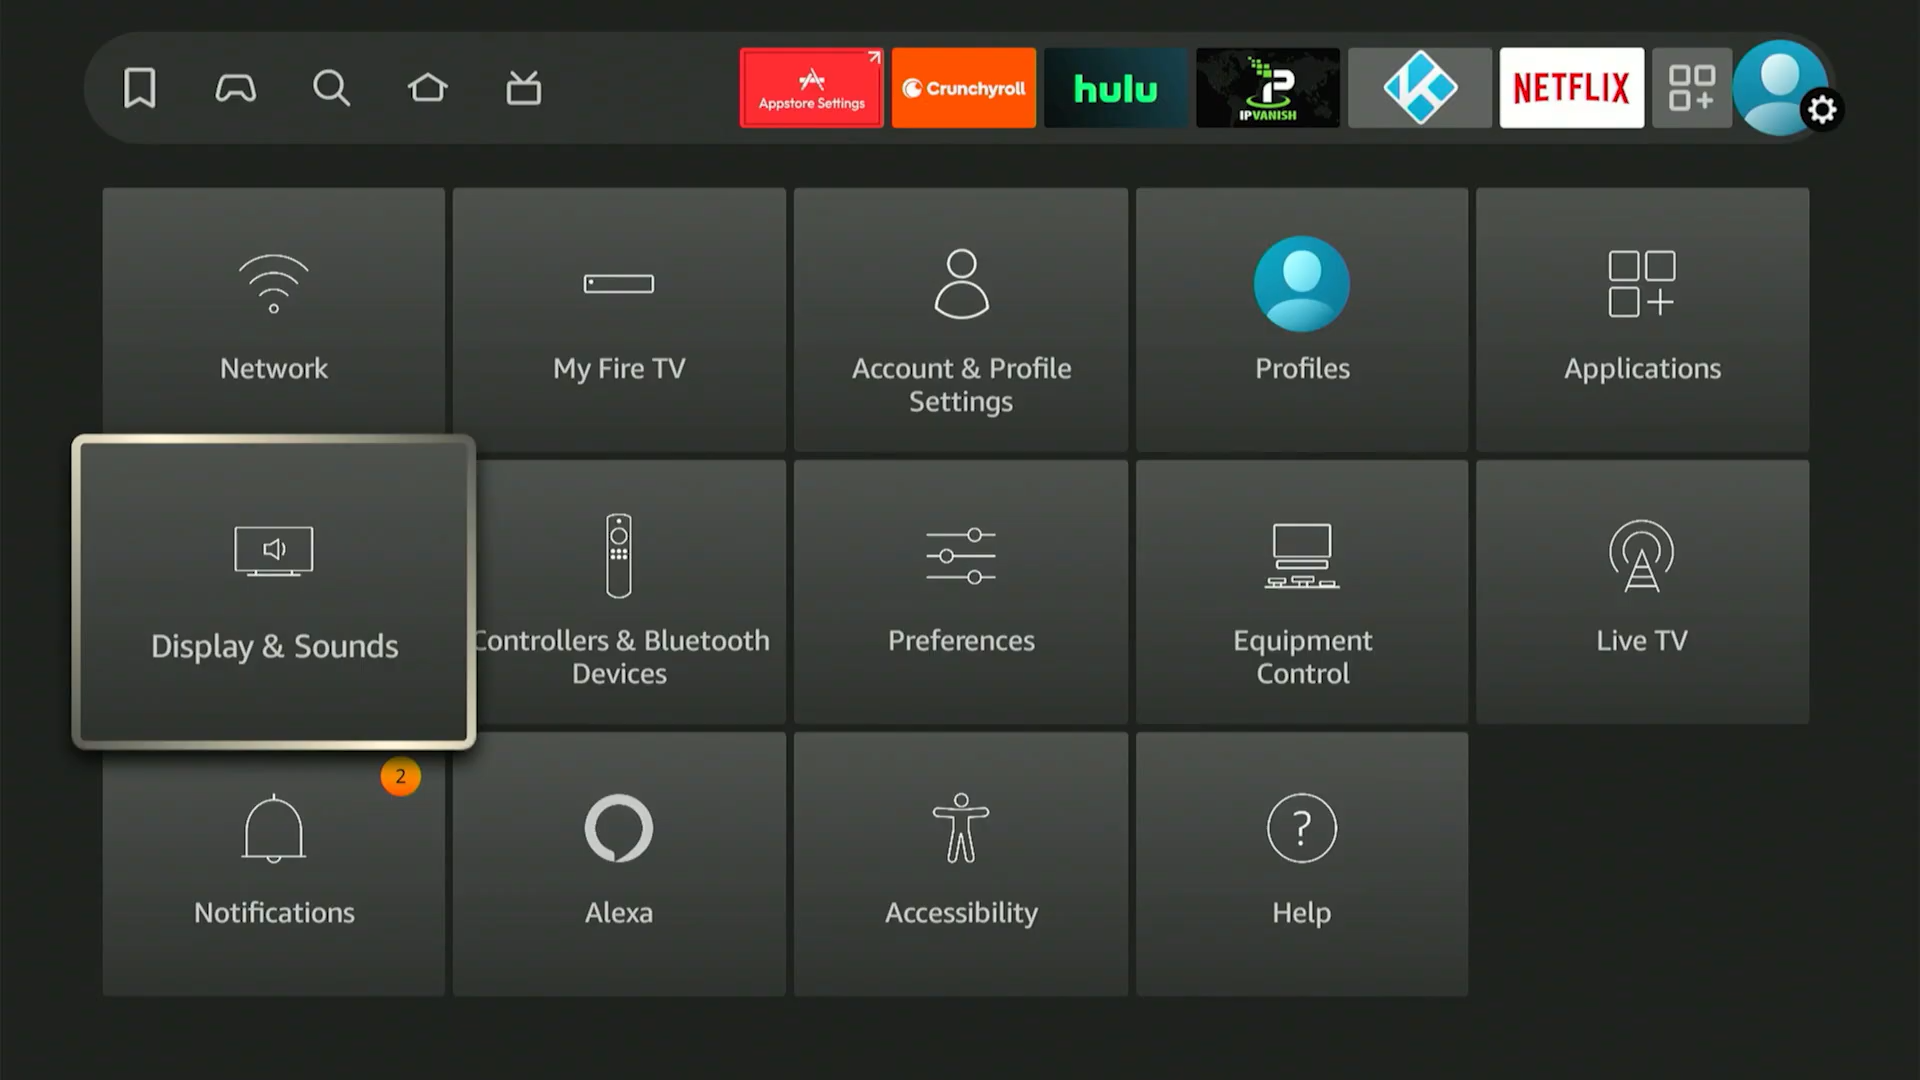 Appstore Settings
Crunchyroll
hulu
IPVANISH
NETFLIX
Network
My Fire TV
Account & Profile
Settings
Profiles
Applications
Display & Sounds
Controllers & Bluetooth
Devices
Preferences
Equipment
Control
Live TV
2
Notifications
Alexa
Accessibility
?
Help